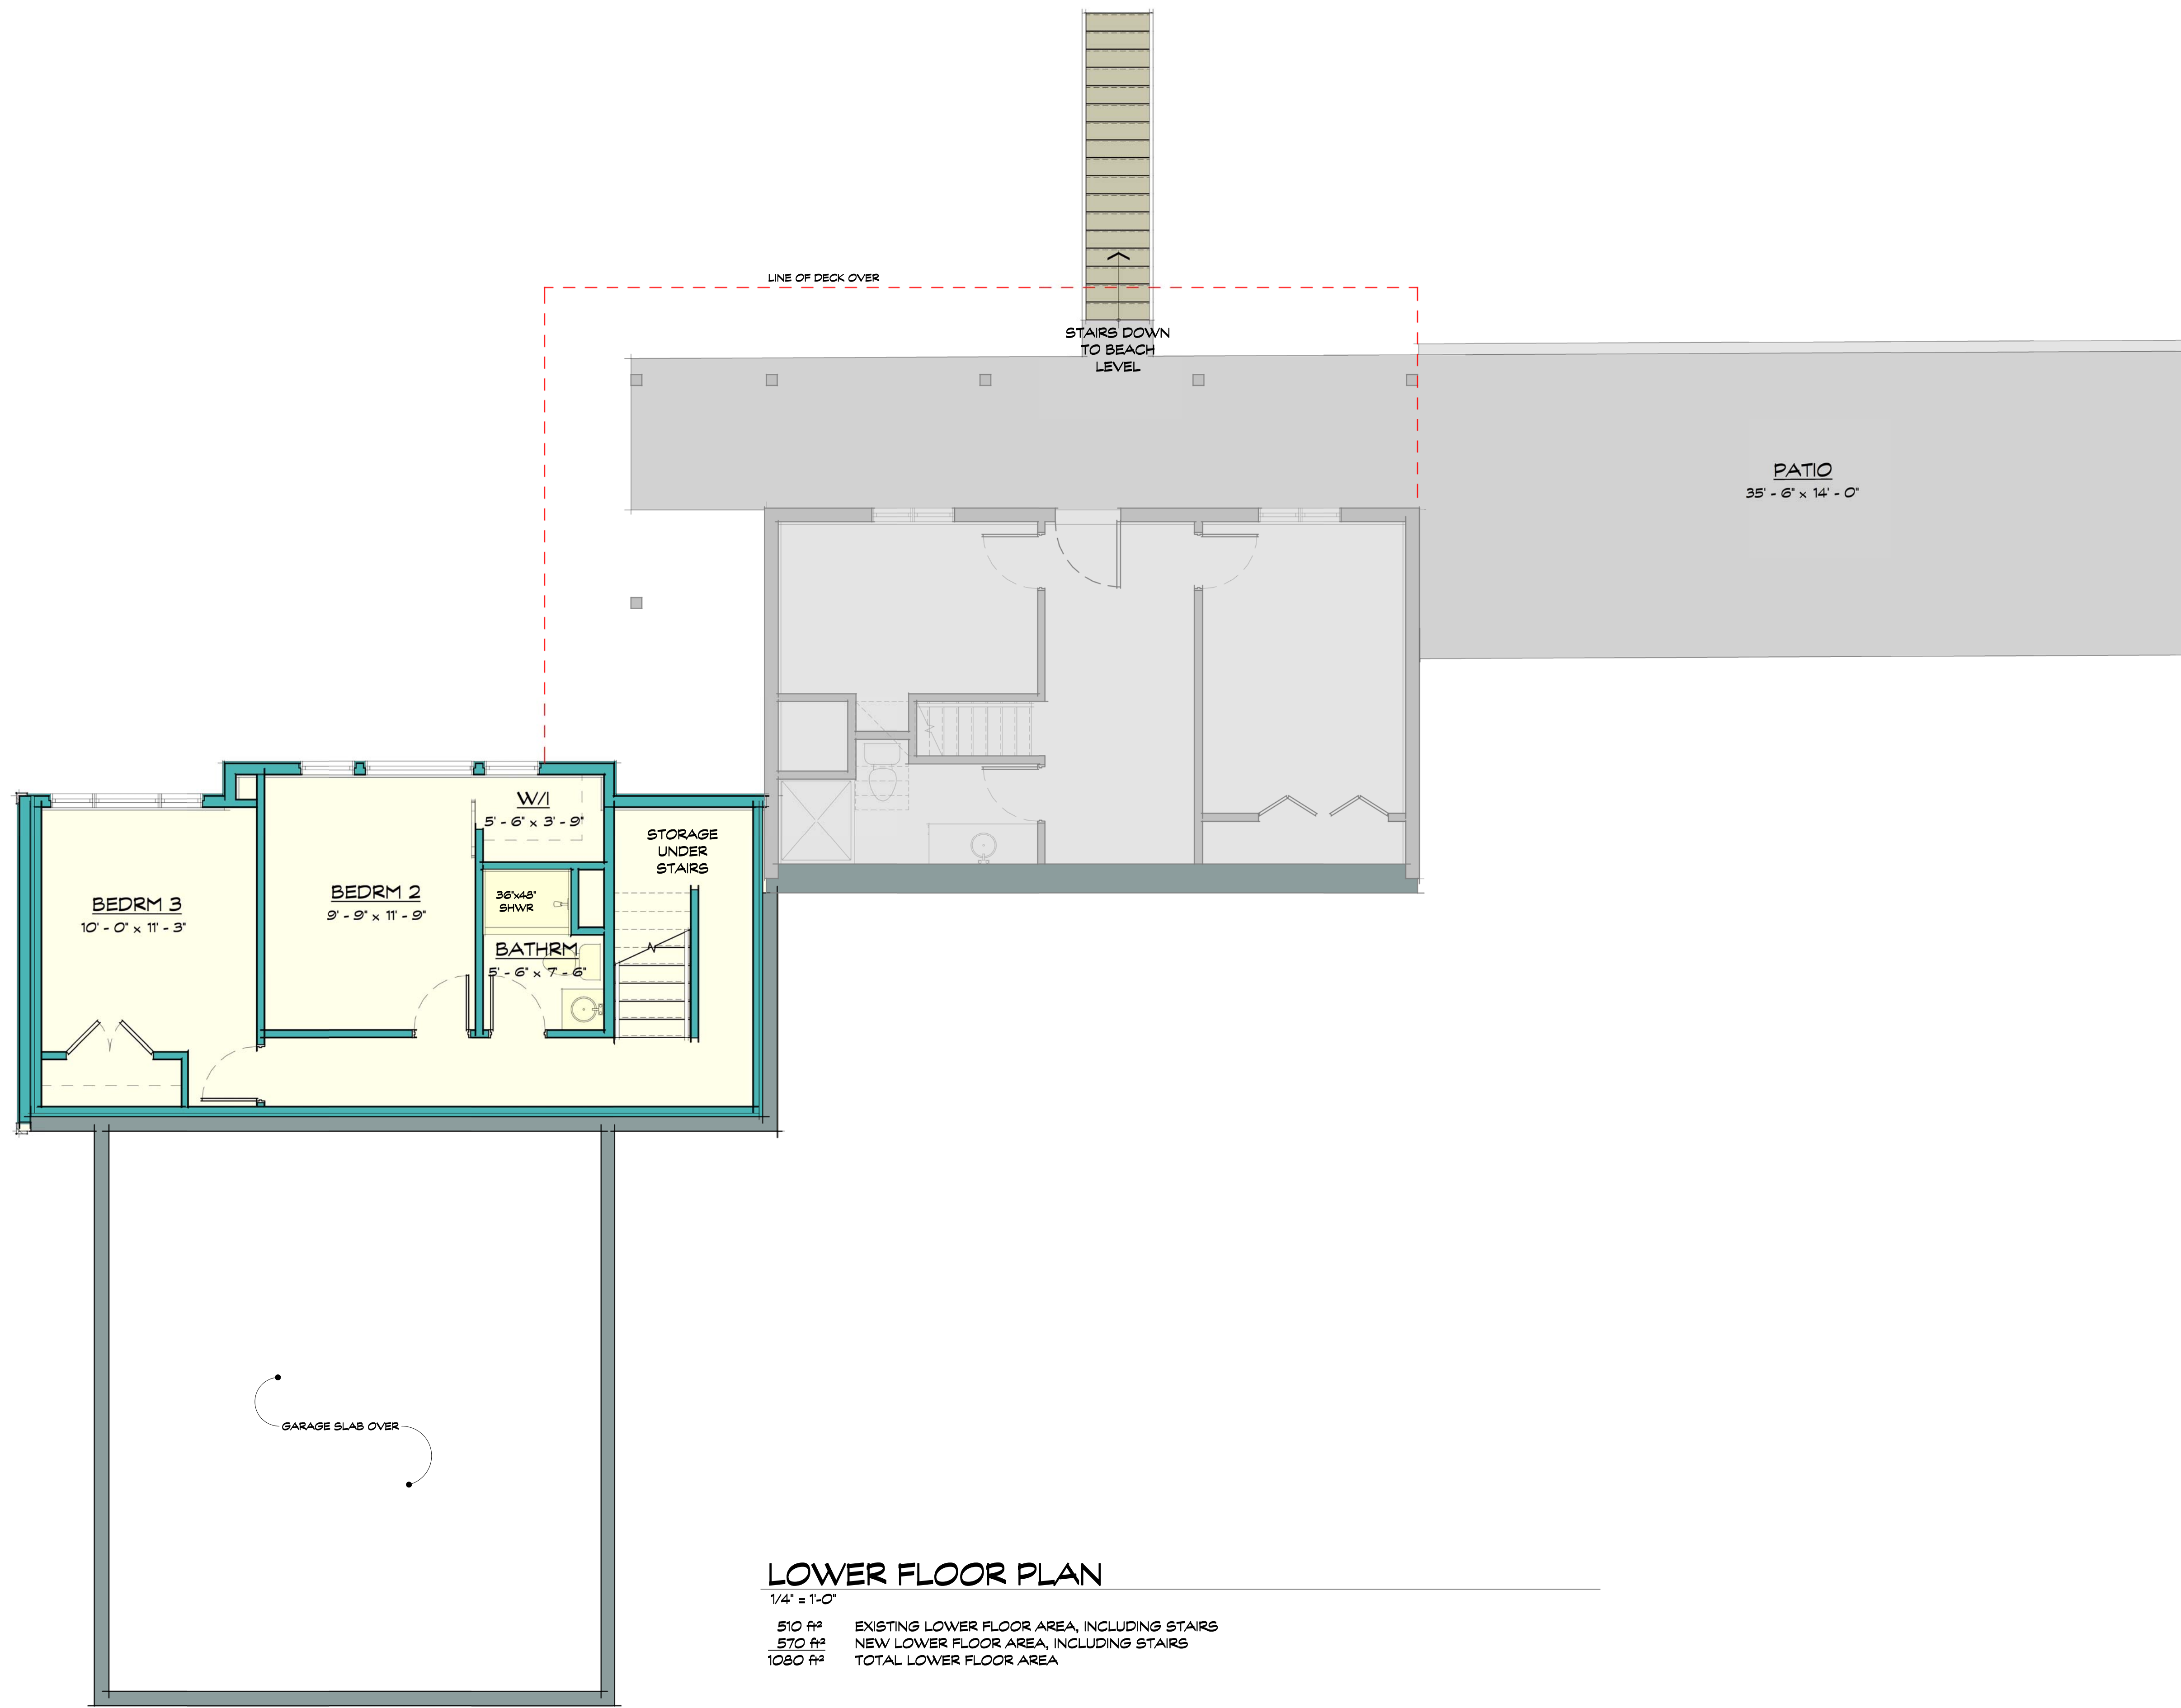 LINE OF DECK OVER
STAIRS DOWN
TO BEACH
LEVEL
PATIO
35' - 6" x 14' - 0"
W/I
5' - 6" x 3' - 9"
STORAGE
UNDER
STAIRS
BEDRM 3
10' - 0" x 11' - 3"
BEDRM 2
9' - 9" x 11' - 9"
36"x48"
SHWR
BATHRM
5' - 6" x 7' - 6"
GARAGE SLAB OVER
LOWER FLOOR PLAN
1/4" = 1'-0"
510 ft² EXISTING LOWER FLOOR AREA, INCLUDING STAIRS
570 ft² NEW LOWER FLOOR AREA, INCLUDING STAIRS
1080 ft² TOTAL LOWER FLOOR AREA